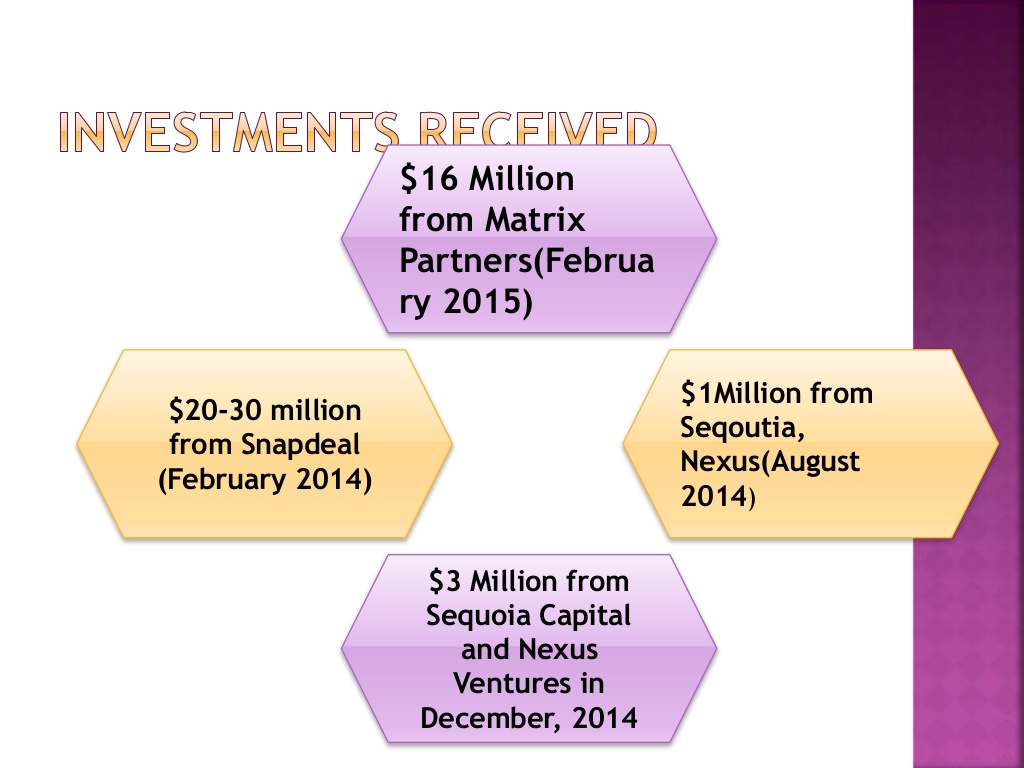 INVESTMENTS RECEIVED
$16 Million
from Matrix
Partners(Februa
ry 2015)
$20-30 million
from Snapdeal
(February 2014)
$1Million from
Seqoutia,
Nexus(August
2014)
$3 Million from
Sequoia Capital
and Nexus
Ventures in
December, 2014